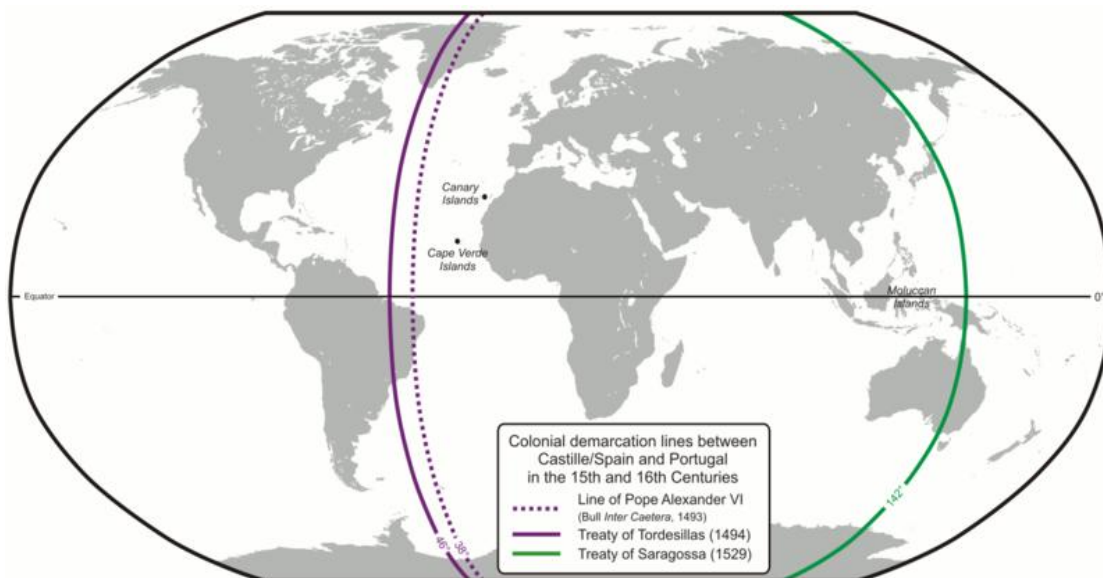 Canary
Islands
Cape Verde
Islands
Equator
Moluccan
Islands
0°
Colonial demarcation lines between
Castille/Spain and Portugal
in the 15th and 16th Centuries
Line of Pope Alexander VI
(Bull Inter Caetera, 1493)
Treaty of Tordesillas (1494)
Treaty of Saragossa (1529)
142°
46°
38°